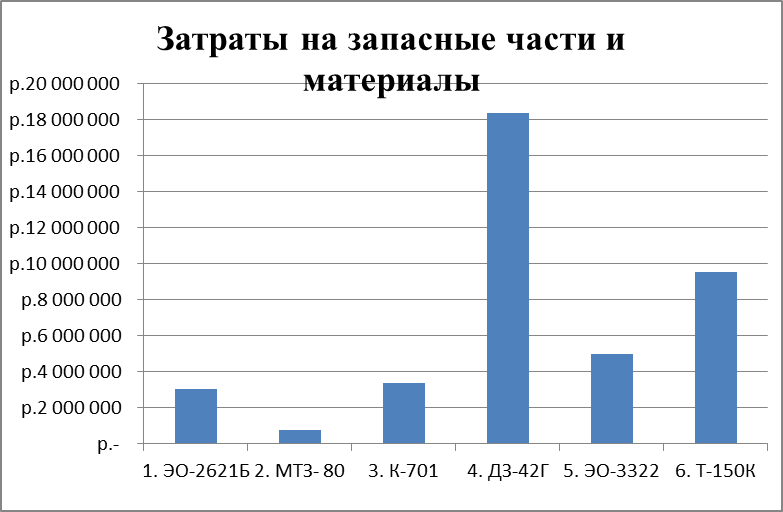 Затраты на запасные части и
материалы
р.20 000 000
р.18 000 000
р.16 000 000
р.14 000 000
р.12 000 000
р.10 000 000
р.8 000 000
р.6 000 000
р.4 000 000
р.2 000 000
р.-
1. ЭО-2621Б 2. МТЗ- 80 3. К-701 4. ДЗ-42Г 5. ЭО-3322 6. Т-150К